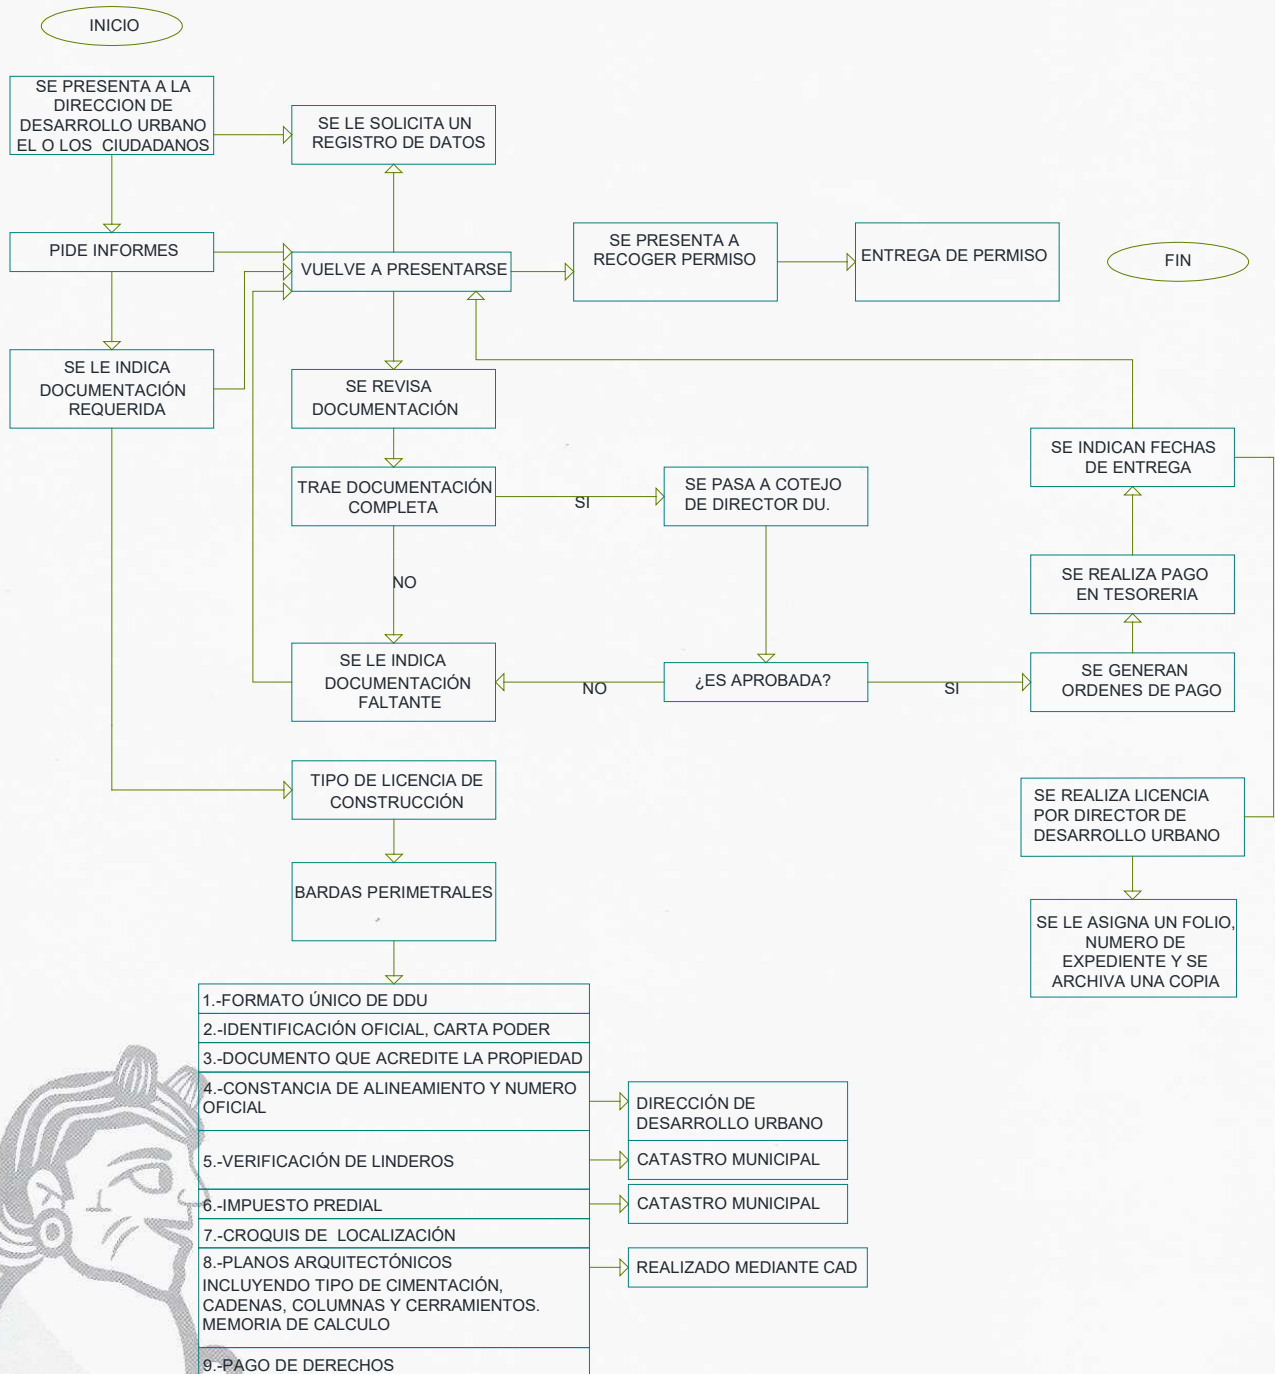 INICIO
SE PRESENTA A LA
DIRECCION DE
DESARROLLO URBANO
EL O LOS CIUDADANOS
SE LE SOLICITA UN
REGISTRO DE DATOS
PIDE INFORMES
VUELVE A PRESENTARSE
SE PRESENTA A
RECOGER PERMISO
ENTREGA DE PERMISO
FIN
SE LE INDICA
DOCUMENTACIÓN
REQUERIDA
SE REVISA
DOCUMENTACIÓN
SE INDICAN FECHAS
DE ENTREGA
TRAE DOCUMENTACIÓN
COMPLETA
SI
SE PASA A COTEJO
DE DIRECTOR DU.
NO
SE REALIZA PAGO
EN TESORERIA
SE LE INDICA
DOCUMENTACIÓN
FALTANTE
NO
¿ES APROBADA?
SI
SE GENERAN
ORDENES DE PAGO
TIPO DE LICENCIA DE
CONSTRUCCIÓN
SE REALIZA LICENCIA
POR DIRECTOR DE
DESARROLLO URBANO
BARDAS PERIMETRALES
SE LE ASIGNA UN FOLIO,
NUMERO DE
EXPEDIENTE Y SE
ARCHIVA UNA COPIA
1.-FORMATO ÚNICO DE DDU
2.-IDENTIFICACIÓN OFICIAL, CARTA PODER
3.-DOCUMENTO QUE ACREDITE LA PROPIEDAD
4.-CONSTANCIA DE ALINEAMIENTO Y NUMERO
OFICIAL
DIRECCIÓN DE
DESARROLLO URBANO
5.-VERIFICACIÓN DE LINDEROS
CATASTRO MUNICIPAL
6.-IMPUESTO PREDIAL
CATASTRO MUNICIPAL
7.-CROQUIS DE LOCALIZACIÓN
8.-PLANOS ARQUITECTÓNICOS
INCLUYENDO TIPO DE CIMENTACIÓN,
CADENAS, COLUMNAS Y CERRAMIENTOS.
MEMORIA DE CALCULO
REALIZADO MEDIANTE CAD
9.-PAGO DE DERECHOS